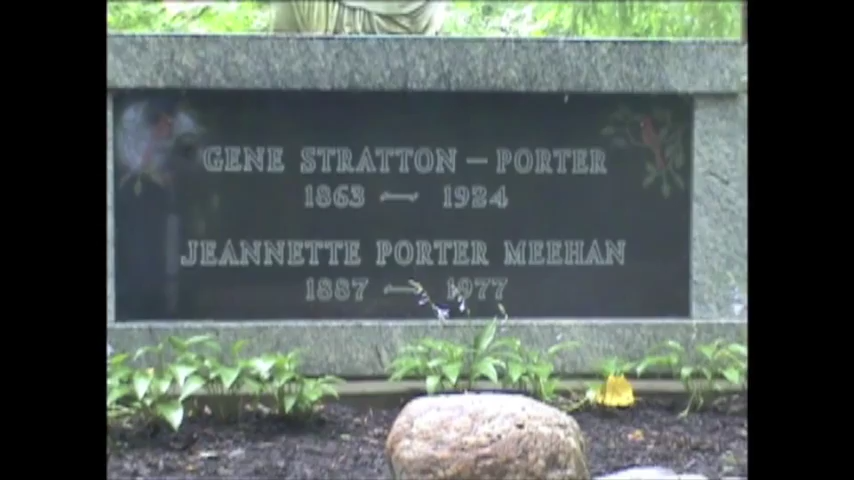 GENE STRATTON – PORTER
1863 — 1924
JEANNETTE PORTER MEEHAN
1887 — 1977